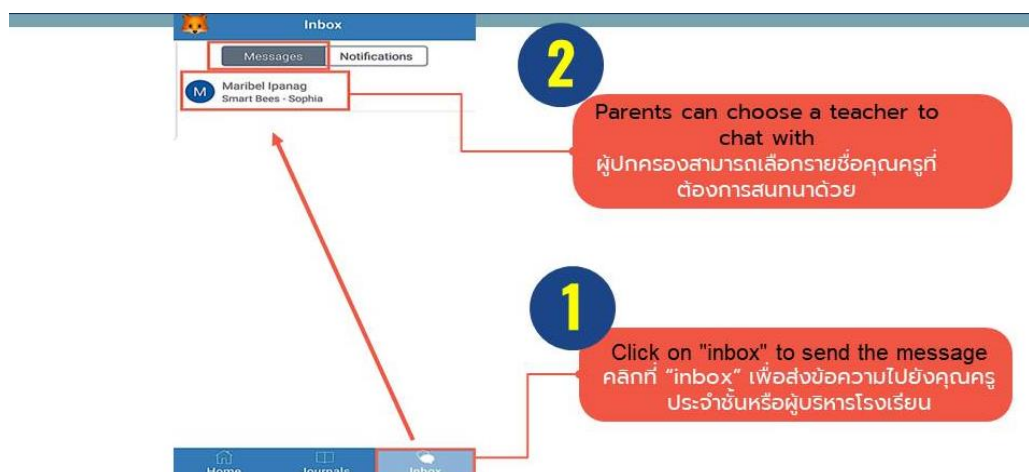 Inbox
Messages
Notifications
M
Maribel Ipanag
Smart Bees - Sophia
2
Parents can choose a teacher to
chat with
ผู้ปกครองสามารถเลือกรายชื่อคุณครูที่
ต้องการสนทนาด้วย
1
Click on "inbox" to send the message
คลิกที่ "inbox" เพื่อส่งข้อความไปยังคุณครู
ประจำชั้นหรือผู้บริหารโรงเรียน
Home
Journals
Inbox